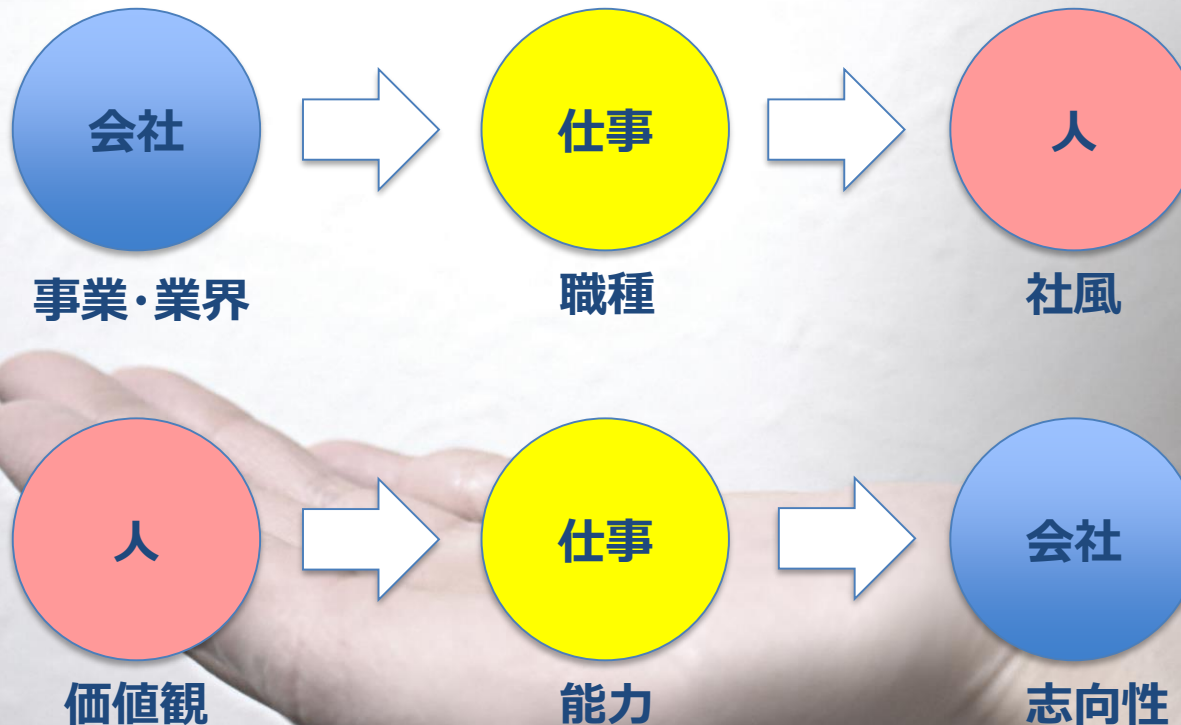 会社
仕事
人
事業・業界
職種
社風
人
仕事
会社
価値観
能力
志向性